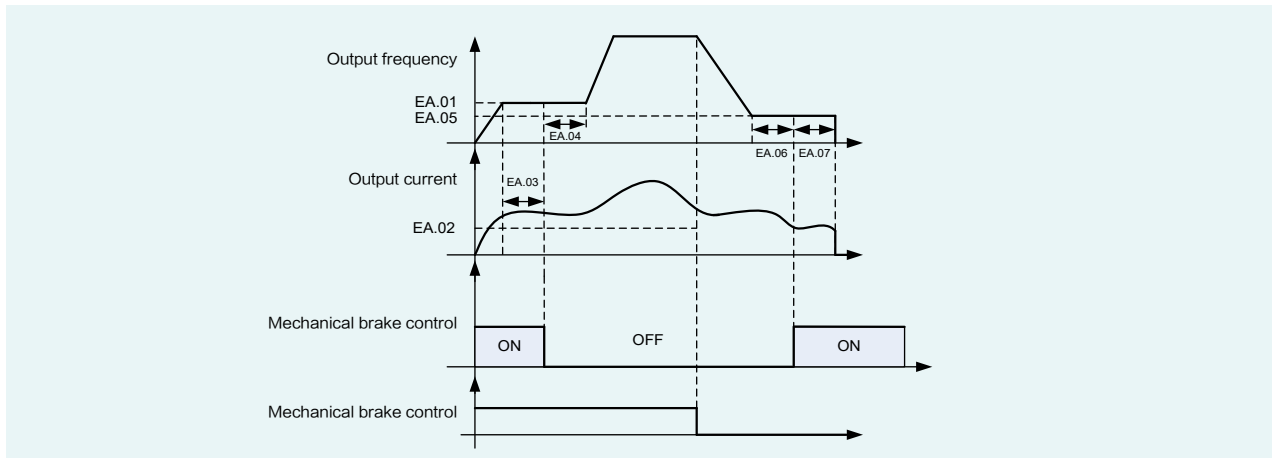 Output frequency
EA.01
EA.05
EA.04
EA.06
EA.07
Output current
EA.03
EA.02
Mechanical brake control
ON
OFF
ON
Mechanical brake control